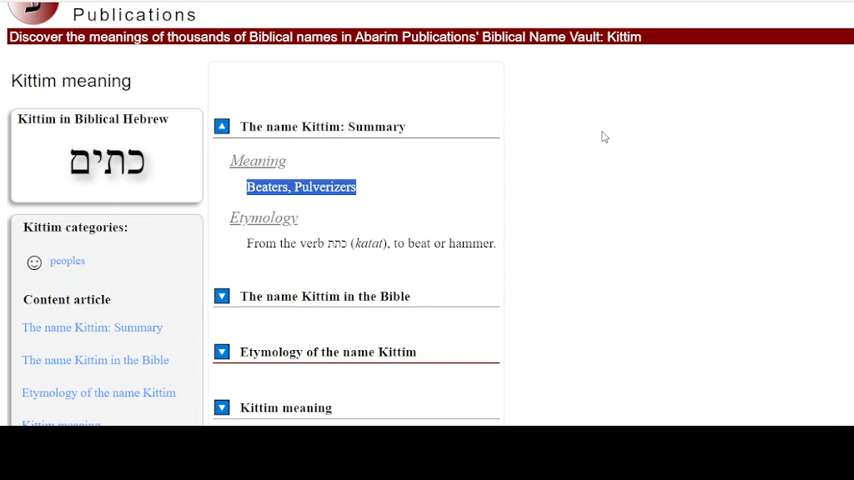 Publications
Discover the meanings of thousands of Biblical names in Abarim Publications' Biblical Name Vault: Kittim
Kittim meaning
Kittim in Biblical Hebrew
כתים
Kittim categories:
peoples
Content article
The name Kittim: Summary
The name Kittim in the Bible
Etymology of the name Kittim
Kittim meaning
The name Kittim: Summary
Meaning
Beaters, Pulverizers
Etymology
From the verb כתת (katat), to beat or hammer.
The name Kittim in the Bible
Etymology of the name Kittim
Kittim meaning